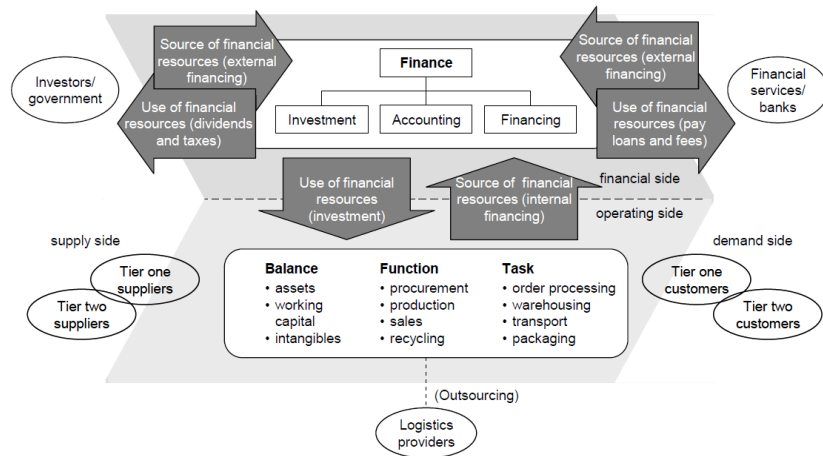 Investors/
government
Source of financial
resources (external
financing)
Use of financial
resources (dividends
and taxes)
Finance
Investment
Accounting
Financing
Source of financial
resources (external
financing)
Use of financial
resources (pay
loans and fees)
Financial
services/
banks
Use of financial
resources
(investment)
Source of financial
resources (internal
financing)
financial side
operating side
supply side
Tier one
suppliers
Tier two
suppliers
Balance
• assets
• working
capital
• intangibles
Function
• procurement
• production
• sales
• recycling
Task
• order processing
• warehousing
• transport
• packaging
demand side
Tier one
customers
Tier two
customers
(Outsourcing)
Logistics
providers